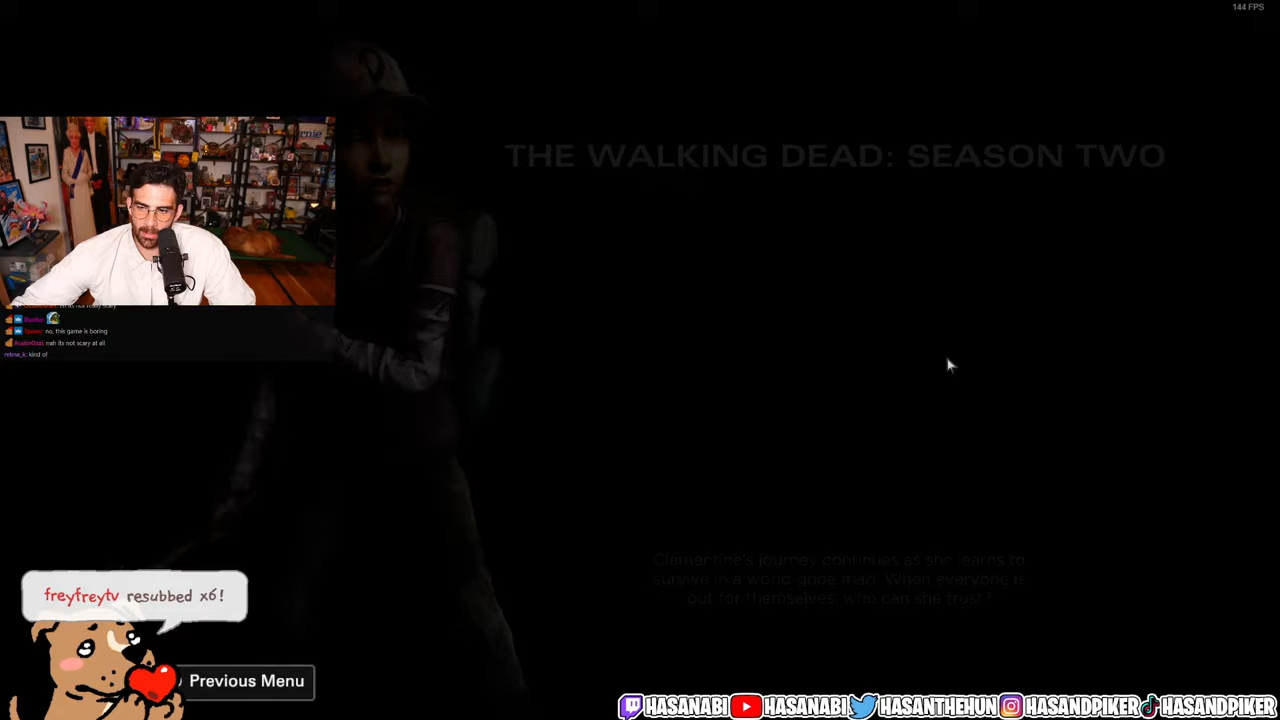 144 FPS
THE WALKING DEAD: SEASON TWO
rnie
no, this game is boring
nah its not scary at all
retina_k: kind of
Clementine's journey continues as she learns to
survive in a world gone mad. When everyone is
out for themselves, who can she trust?
freyfreytv resubbed x6!
Previous Menu
HASANABI HASANABI HASANTHEHUN HASANDPIKER HASANDPIKER